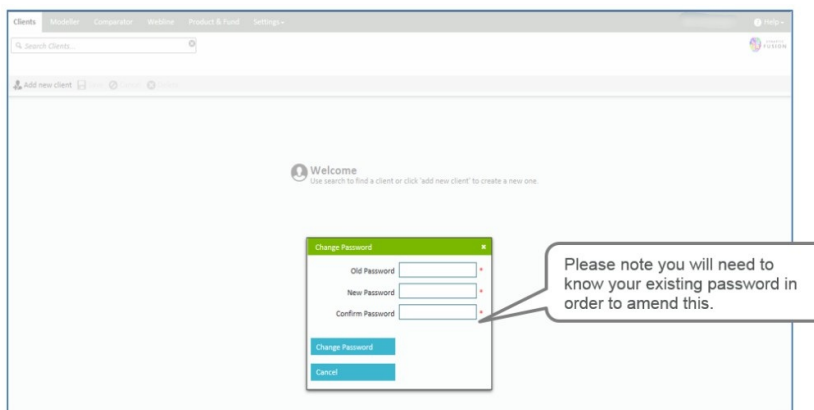 Clients Modeller Comparator Webline Product & Fund Settings
Help
Search Clients...
FUSION
Add new client
Welcome
Use search to find a client or click 'add new client' to create a new one.
Change Password
Old Password *
New Password *
Confirm Password *
Change Password
Cancel
Please note you will need to
know your existing password in
order to amend this.